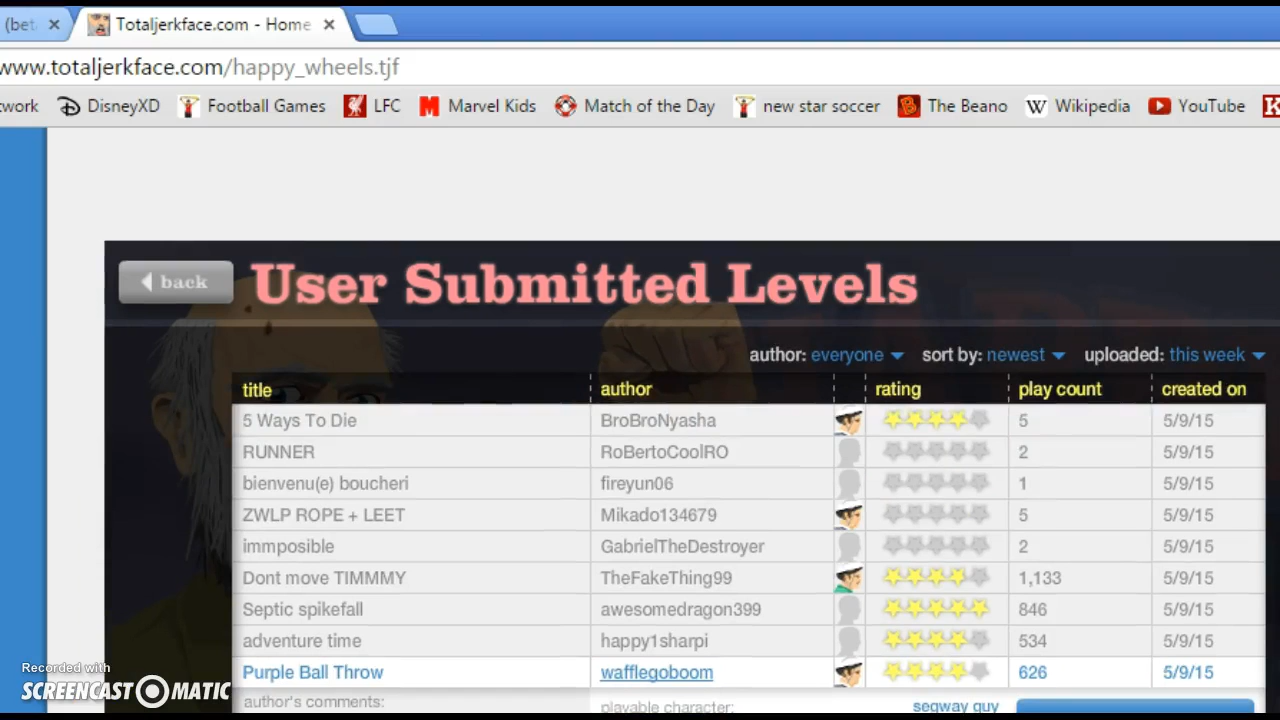 (bet
Totaljerkface.com - Home
www.totaljerkface.com/happy_wheels.tjf
twork DisneyXD Football Games LFC Marvel Kids Match of the Day new star soccer The Beano Wikipedia YouTube K
back User Submitted Levels
author: everyone sort by: newest uploaded: this week
title author rating play count created on
5 Ways To Die BroBroNyasha 5 5/9/15
RUNNER RoBertoCoolRO 2 5/9/15
bienvenu(e) boucheri fireyun06 1 5/9/15
ZWLP ROPE + LEET Mikado134679 5 5/9/15
immposible GabrielTheDestroyer 2 5/9/15
Dont move TIMMMY TheFakeThing99 1,133 5/9/15
Septic spikefall awesomedragon399 846 5/9/15
adventure time happy1sharpi 534 5/9/15
Purple Ball Throw wafflegoboom 626 5/9/15
author's comments: playable character: segway guy
Recorded with
SCREENCAST-O-MATIC